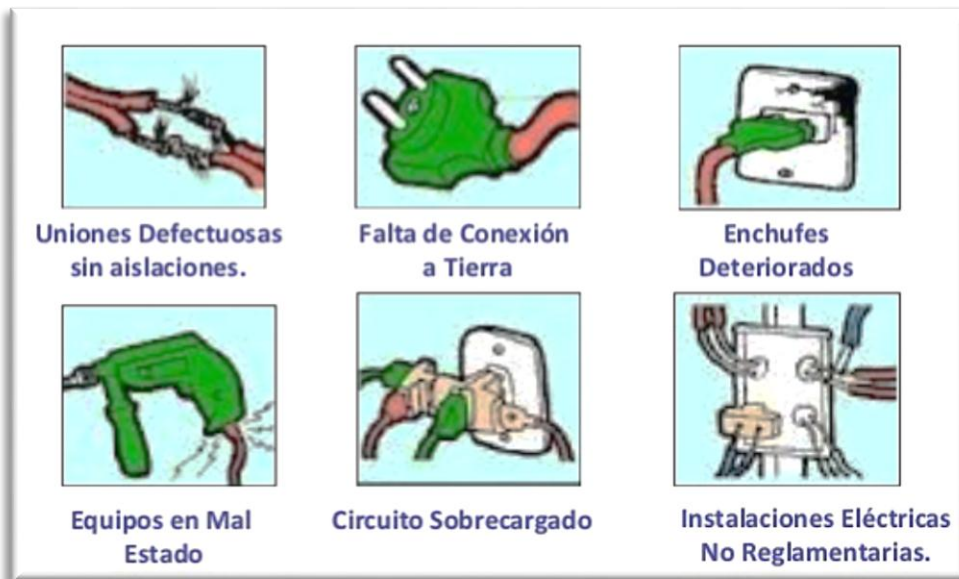 Uniones Defectuosas
sin aislaciones.
Falta de Conexión
a Tierra
Enchufes
Deteriorados
Equipos en Mal
Estado
Circuito Sobrecargado
Instalaciones Eléctricas
No Reglamentarias.